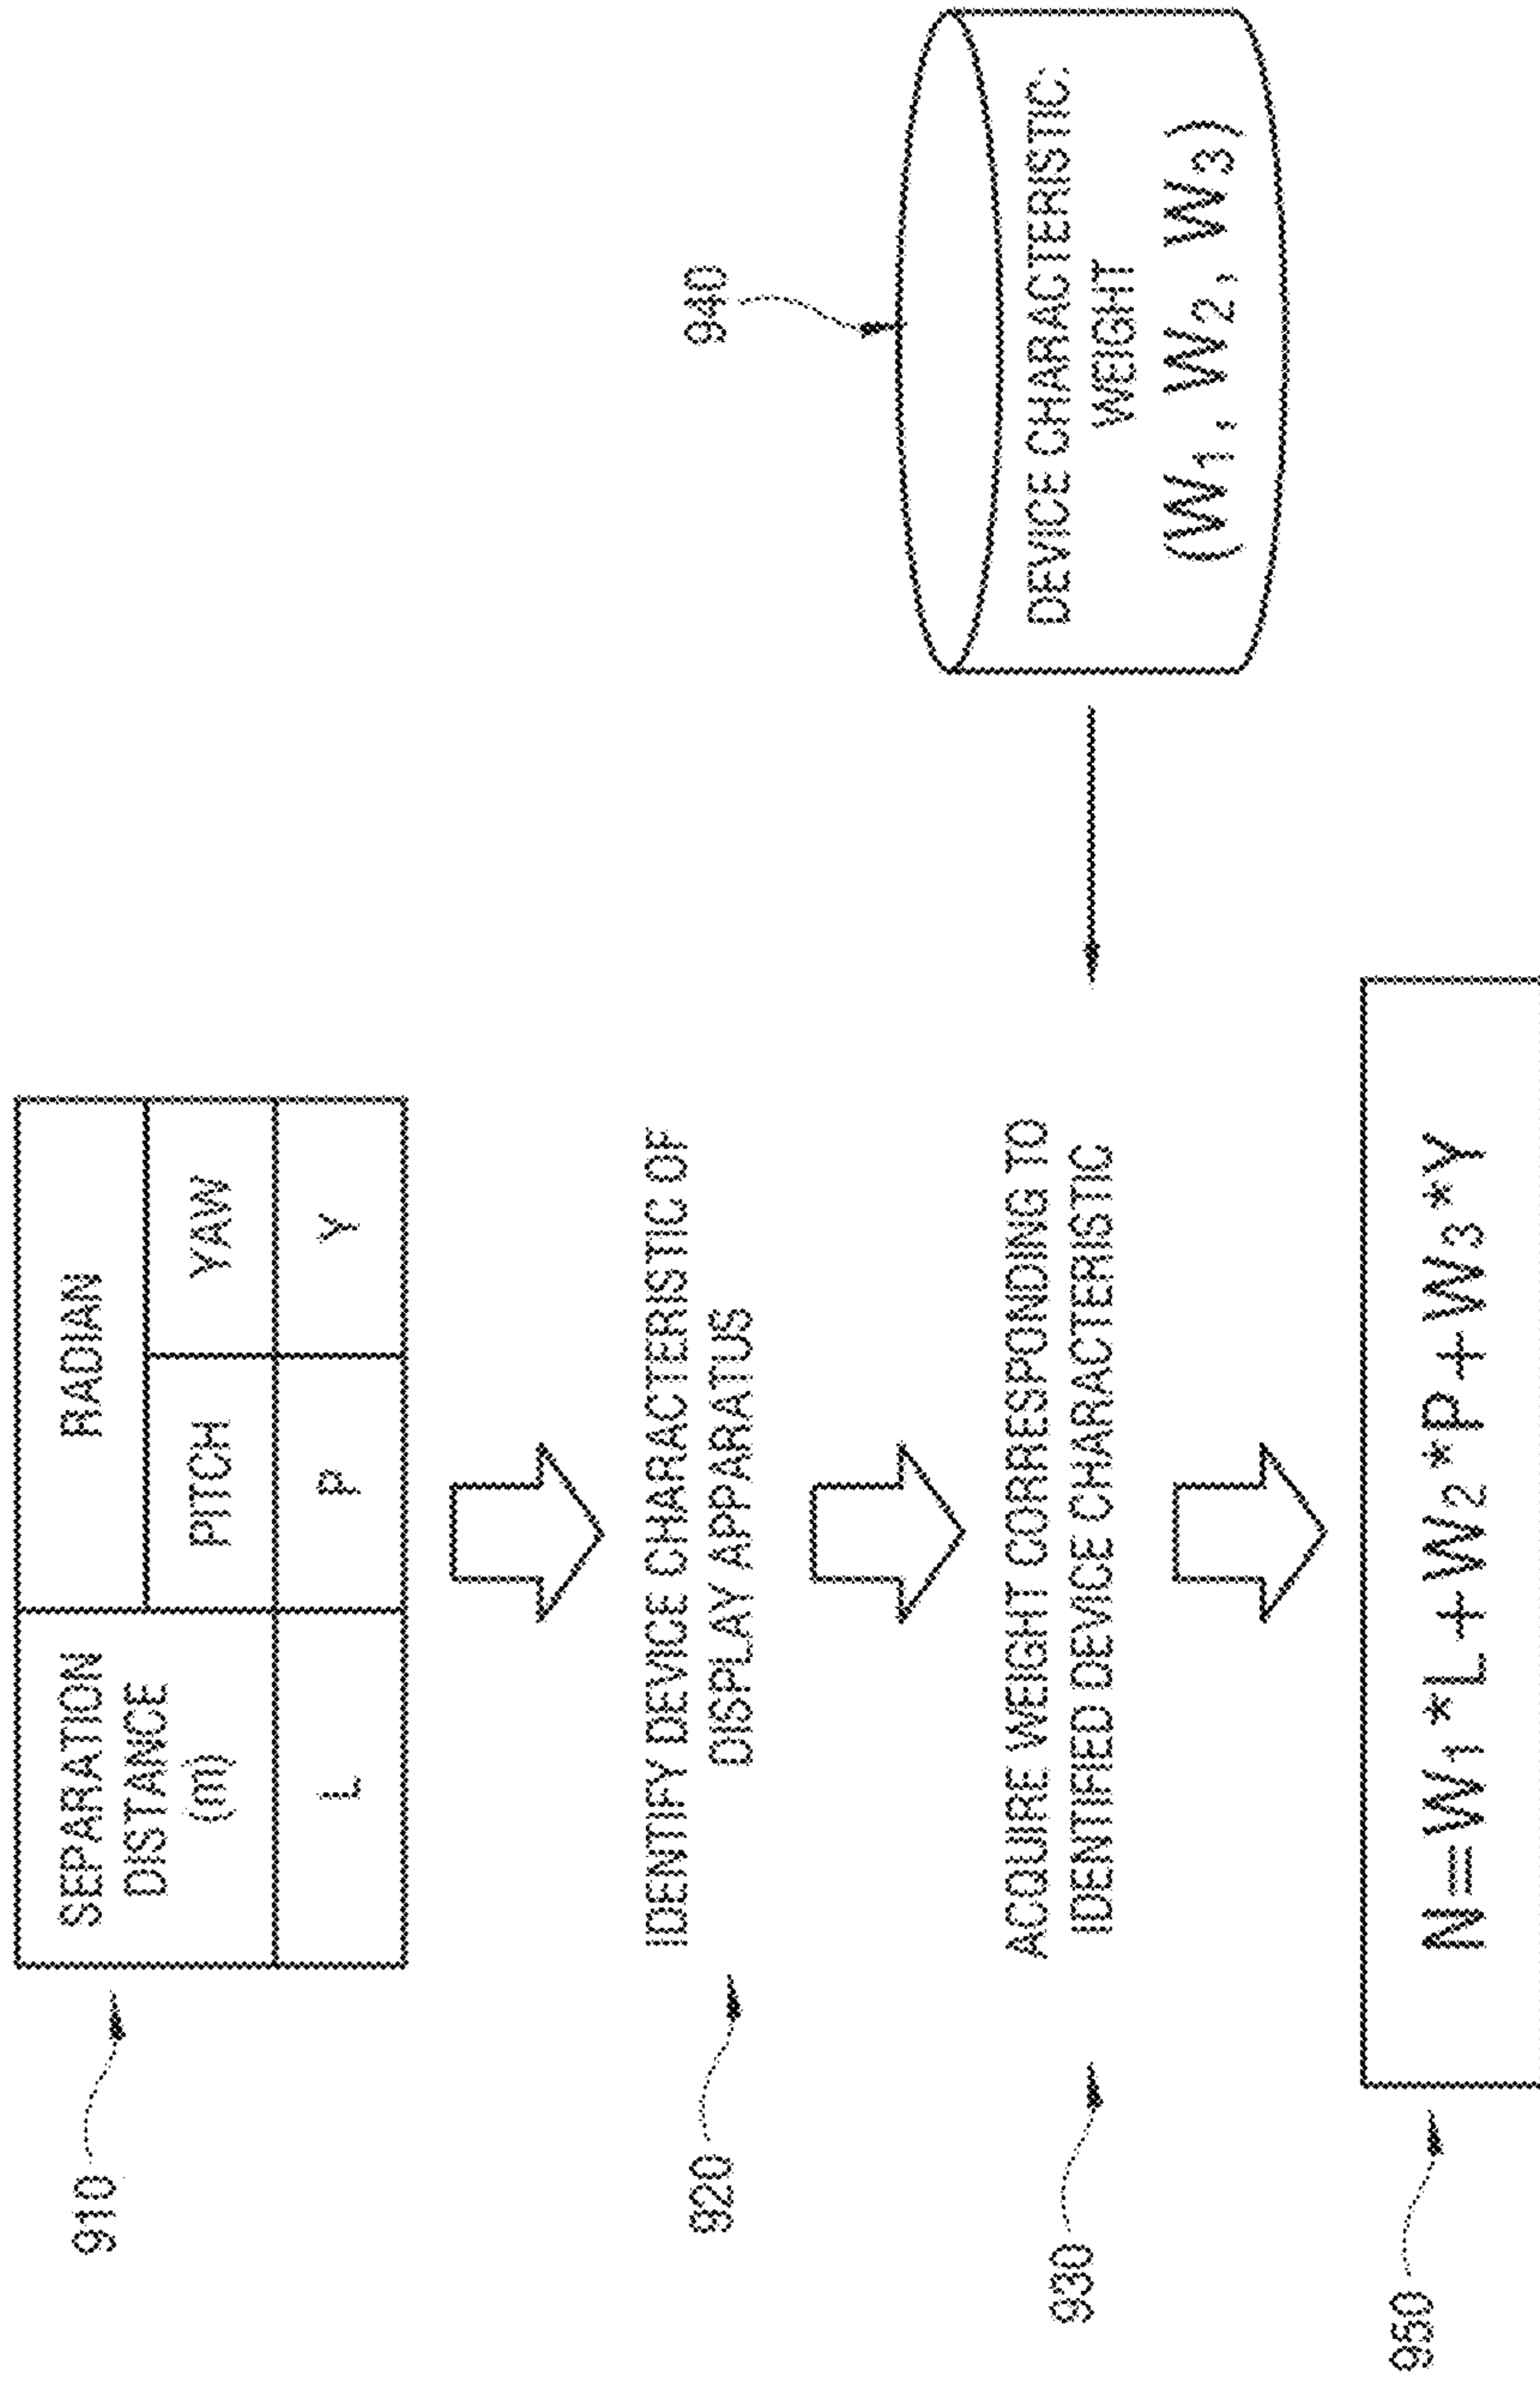 910
SEPARATION
DISTANCE
(m)
RADIAN
PITCH
YAW
L
P
Y
920
IDENTIFY DEVICE CHARACTERISTIC OF
DISPLAY APPARATUS
930
ACQUIRE WEIGHT CORRESPONDING TO
IDENTIFIED DEVICE CHARACTERISTIC
940
DEVICE CHARACTERISTIC:
WEIGHT
(W1, W2, W3)
950
N=W1*L+W2*P+W3*Y